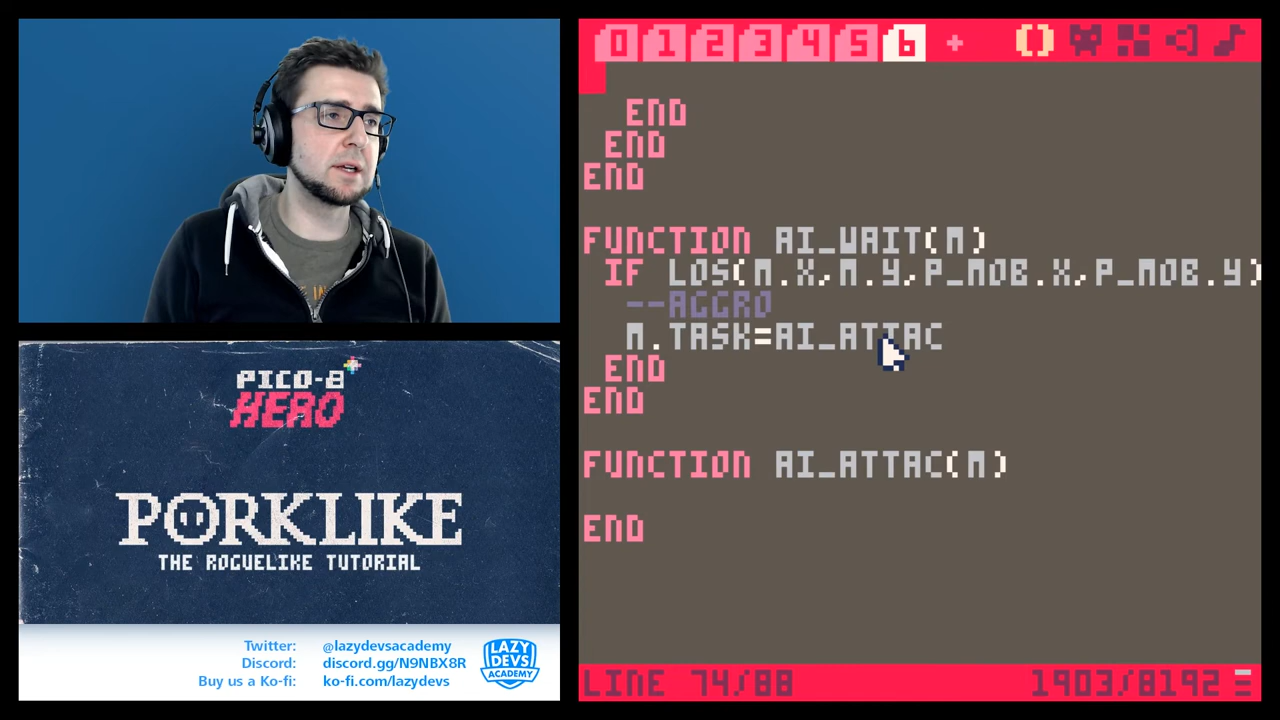 0 1 2 3 4 5 6 +
END
END
END
FUNCTION AI_WAIT(M)
IF LOS(M.X,M.Y,P_MOB.X,P_MOB.Y)
--AGGRO
M.TASK=AI_ATTAC
END
END
FUNCTION AI_ATTAC(M)
END
LINE 74/88 1903/8192
PICO-8
HERO
PORKLIKE
THE ROGUELIKE TUTORIAL
Twitter: @lazydevsacademy
Discord: discord.gg/N9NBX8R
Buy us a Ko-fi: ko-fi.com/lazydevs
LAZY
DEVS
ACADEMY